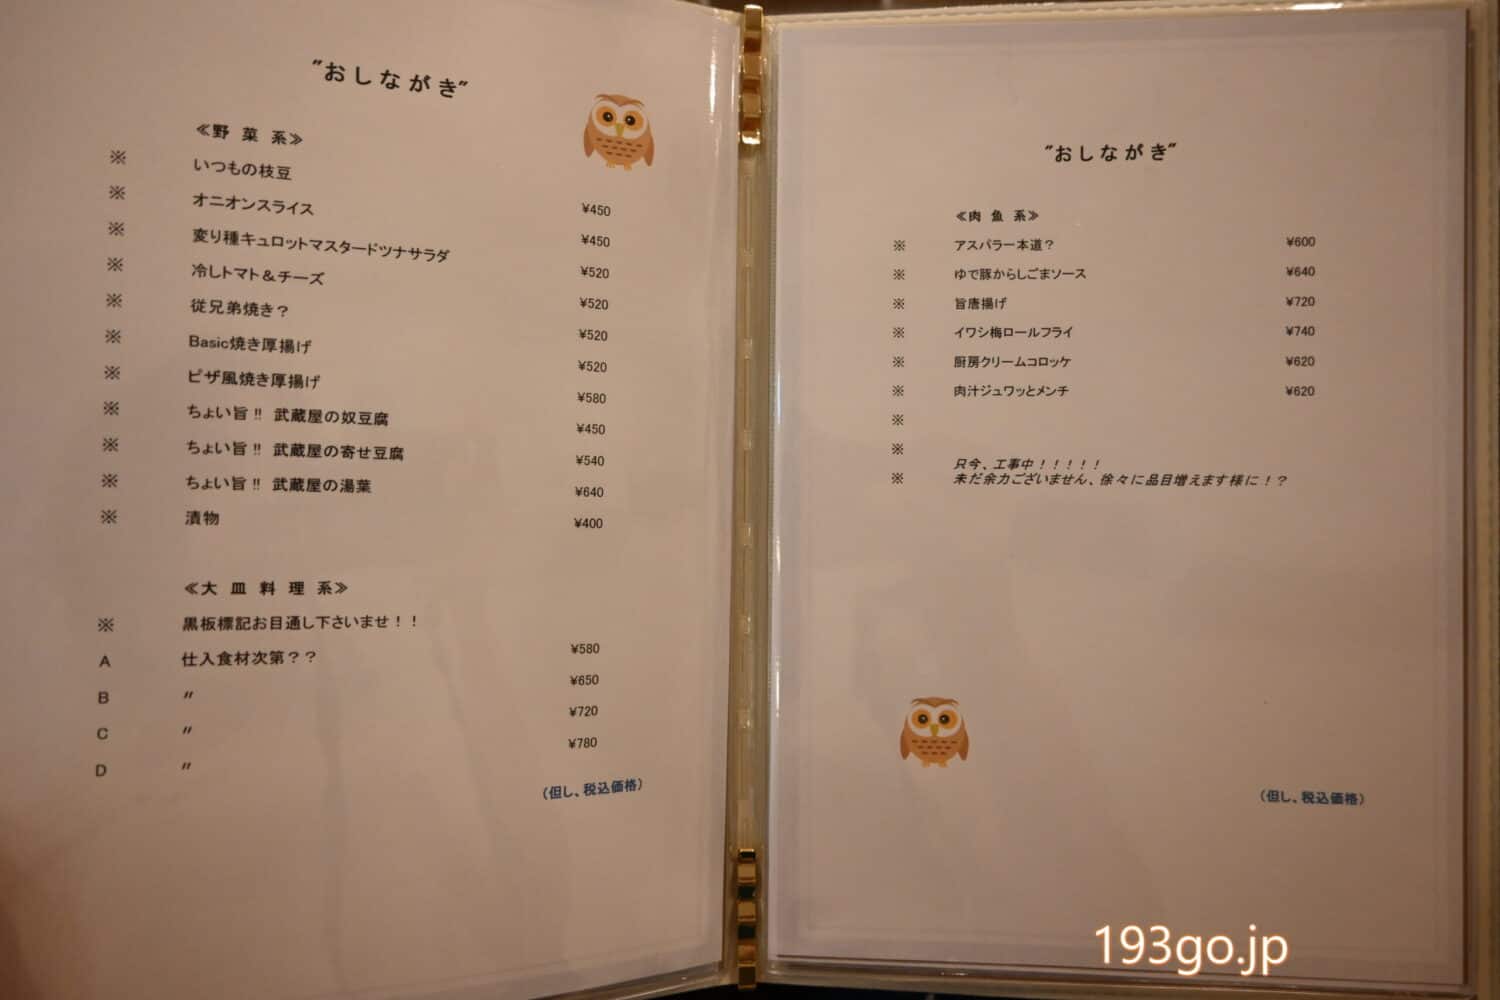 "おしながき"
≪野 菜 系≫
※ いつもの枝豆 ¥450
※ オニオンスライス ¥450
※ 変り種キュロットマスタードツナサラダ ¥520
※ 冷しトマト＆チーズ ¥520
※ 従兄弟焼き？ ¥520
※ Basic焼き厚揚げ ¥520
※ ピザ風焼き厚揚げ ¥580
※ ちょい旨‼ 武蔵屋の奴豆腐 ¥450
※ ちょい旨‼ 武蔵屋の寄せ豆腐 ¥540
※ ちょい旨‼ 武蔵屋の湯葉 ¥640
※ 漬物 ¥400
≪大 皿 料 理 系≫
※ 黒板標記お目通し下さいませ！！
A 仕入食材次第？？ ¥580
B 〃 ¥650
C 〃 ¥720
D 〃 ¥780
（但し、税込価格）
"おしながき"
≪肉 魚 系≫
※ アスパラ一本道？ ¥600
※ ゆで豚からしごまソース ¥640
※ 旨唐揚げ ¥720
※ イワシ梅ロールフライ ¥740
※ 厨房クリームコロッケ ¥620
※ 肉汁ジュワッとメンチ ¥620
※
※
只今、工事中！！！！！
※ 未だ余力ございません、徐々に品目増えます様に！？
（但し、税込価格）
193go.jp